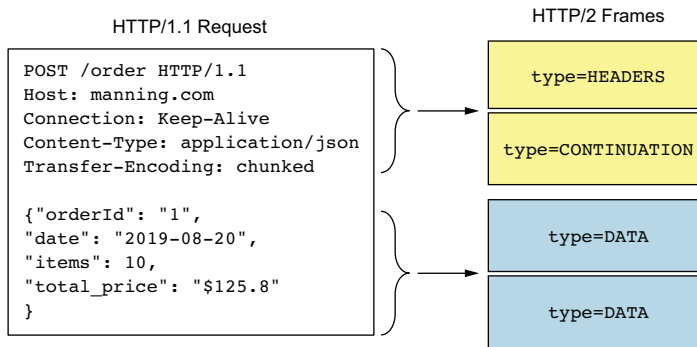 HTTP/1.1 Request
HTTP/2 Frames
POST /order HTTP/1.1
Host: manning.com
Connection: Keep-Alive
Content-Type: application/json
Transfer-Encoding: chunked
{"orderId": "1",
"date": "2019-08-20",
"items": 10,
"total_price": "$125.8"
}
type=HEADERS
type=CONTINUATION
type=DATA
type=DATA